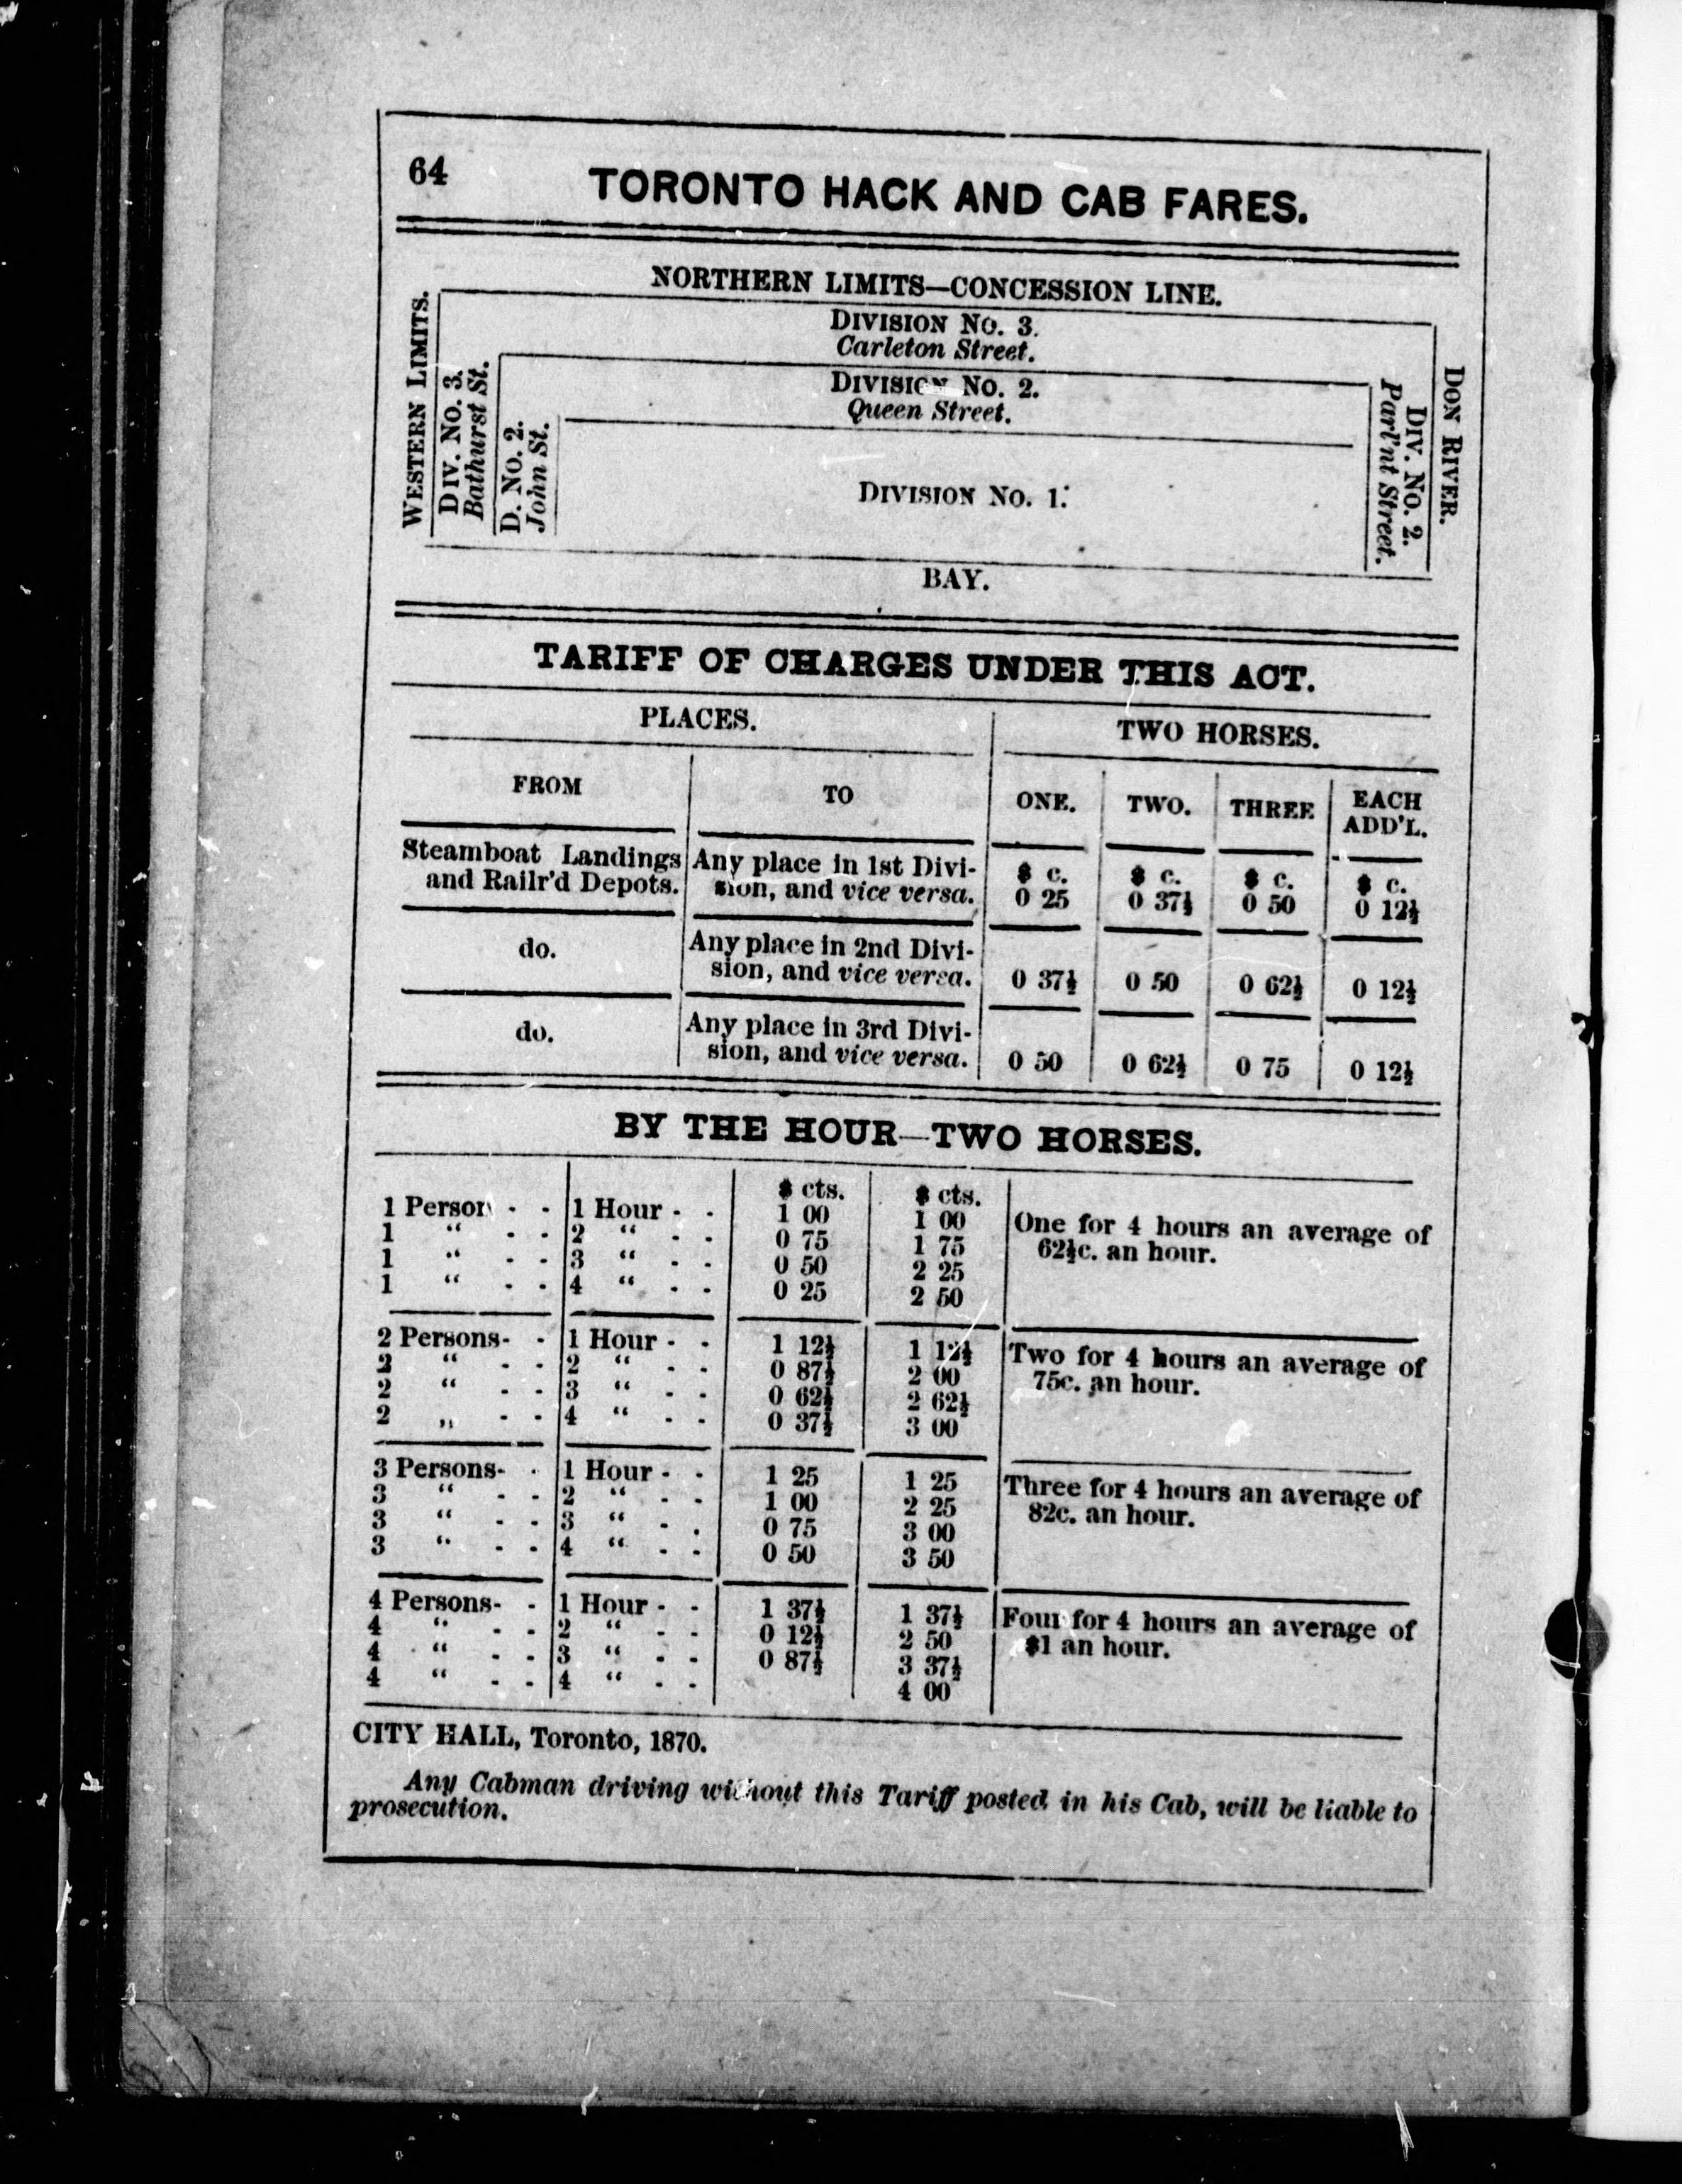 64
TORONTO HACK AND CAB FARES.
NORTHERN LIMITS—CONCESSION LINE.
DIVISION NO. 3.
Carleton Street.
DIVISION NO. 2.
Queen Street.
DIVISION NO. 1.
WESTERN LIMITS.
DIV. NO. 3.
Bathurst St.
D. NO. 2.
John St.
Parl'nt Street.
DIV. NO. 2.
DON RIVER.
BAY.
TARIFF OF CHARGES UNDER THIS ACT.
PLACES. TWO HORSES.
FROM TO ONE. TWO. THREE EACH ADD'L.
Steamboat Landings Any place in 1st Divi- $ c. $ c. $ c. $ c.
and Railr'd Depots. sion, and vice versa. 0 25 0 37½ 0 50 0 12½
do. Any place in 2nd Divi-
sion, and vice versa. 0 37½ 0 50 0 62½ 0 12½
do. Any place in 3rd Divi-
sion, and vice versa. 0 50 0 62½ 0 75 0 12½
BY THE HOUR—TWO HORSES.
$ cts. $ cts.
1 Person - - 1 Hour - - 1 00 1 00 One for 4 hours an average of
1 " - - 2 " - - 0 75 1 75 62½c. an hour.
1 " - - 3 " - - 0 50 2 25
1 " - - 4 " - - 0 25 2 50
2 Persons- - 1 Hour - - 1 12½ 1 12½ Two for 4 hours an average of
2 " - - 2 " - - 0 87½ 2 00 75c. an hour.
2 " - - 3 " - - 0 62½ 2 62½
2 „ - - 4 " - - 0 37½ 3 00
3 Persons- - 1 Hour - - 1 25 1 25 Three for 4 hours an average of
3 " - - 2 " - - 1 00 2 25 82c. an hour.
3 " - - 3 " - - 0 75 3 00
3 " - - 4 " - - 0 50 3 50
4 Persons- - 1 Hour - - 1 37½ 1 37½ Four for 4 hours an average of
4 " - - 2 " - - 0 12½ 2 50 $1 an hour.
4 " - - 3 " - - 0 87½ 3 37½
4 " - - 4 " - - 4 00
CITY HALL, Toronto, 1870.
Any Cabman driving without this Tariff posted in his Cab, will be liable to
prosecution.